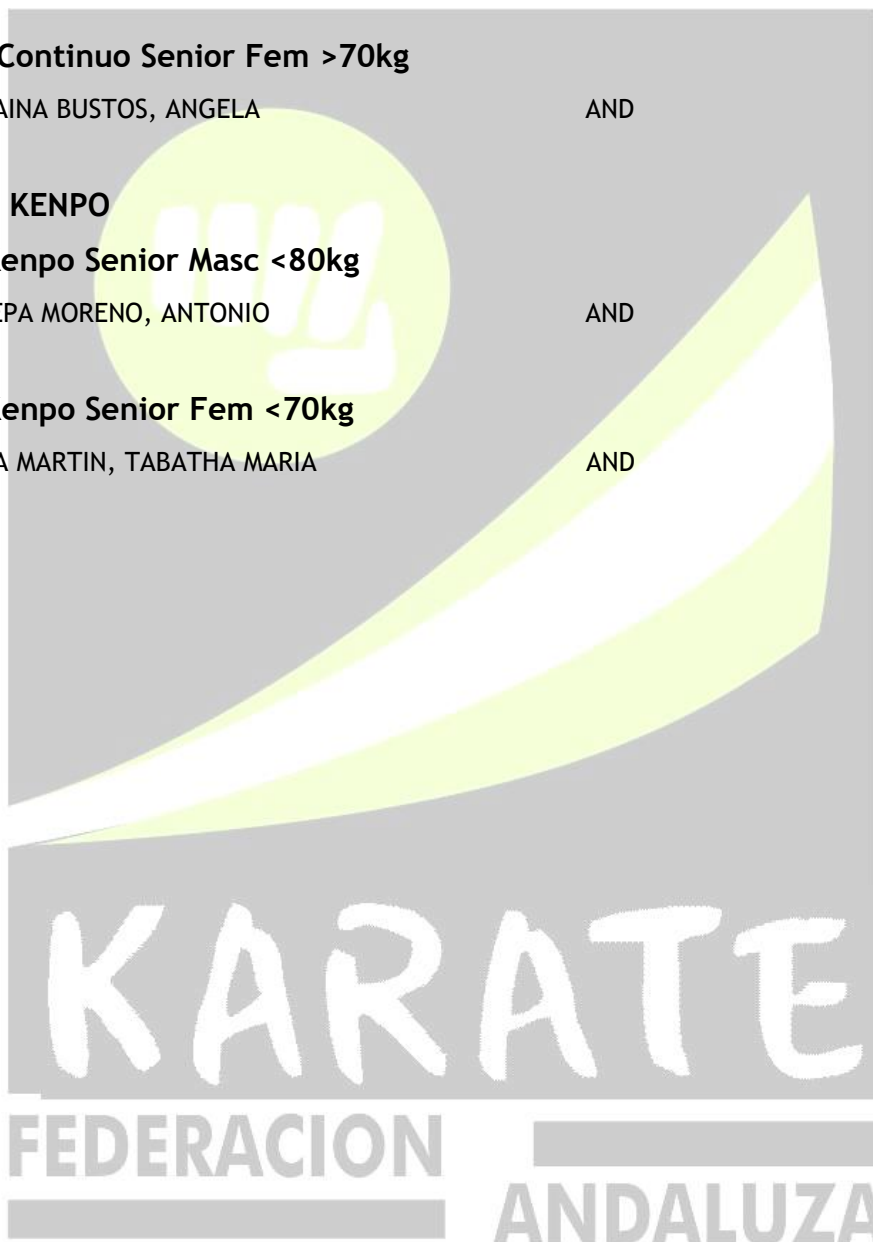 Continuo Senior Fem >70kg
AINA BUSTOS, ANGELA AND
KENPO
enpo Senior Masc <80kg
EPA MORENO, ANTONIO AND
enpo Senior Fem <70kg
A MARTIN, TABATHA MARIA AND
KARATE
FEDERACION
ANDALUZA